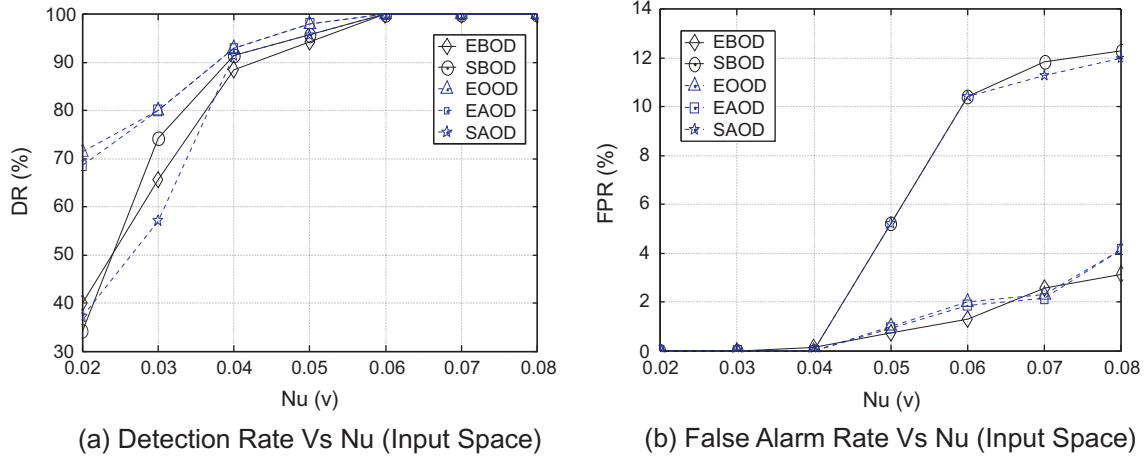 100
90
80
70
60
50
40
30
DR (%)
EBOD
SBOD
EOOD
EAOD
SAOD
0.02 0.03 0.04 0.05 0.06 0.07 0.08
Nu (v)
(a) Detection Rate Vs Nu (Input Space)
14
12
10
8
6
4
2
0
FPR (%)
EBOD
SBOD
EOOD
EAOD
SAOD
0.02 0.03 0.04 0.05 0.06 0.07 0.08
Nu (v)
(b) False Alarm Rate Vs Nu (Input Space)